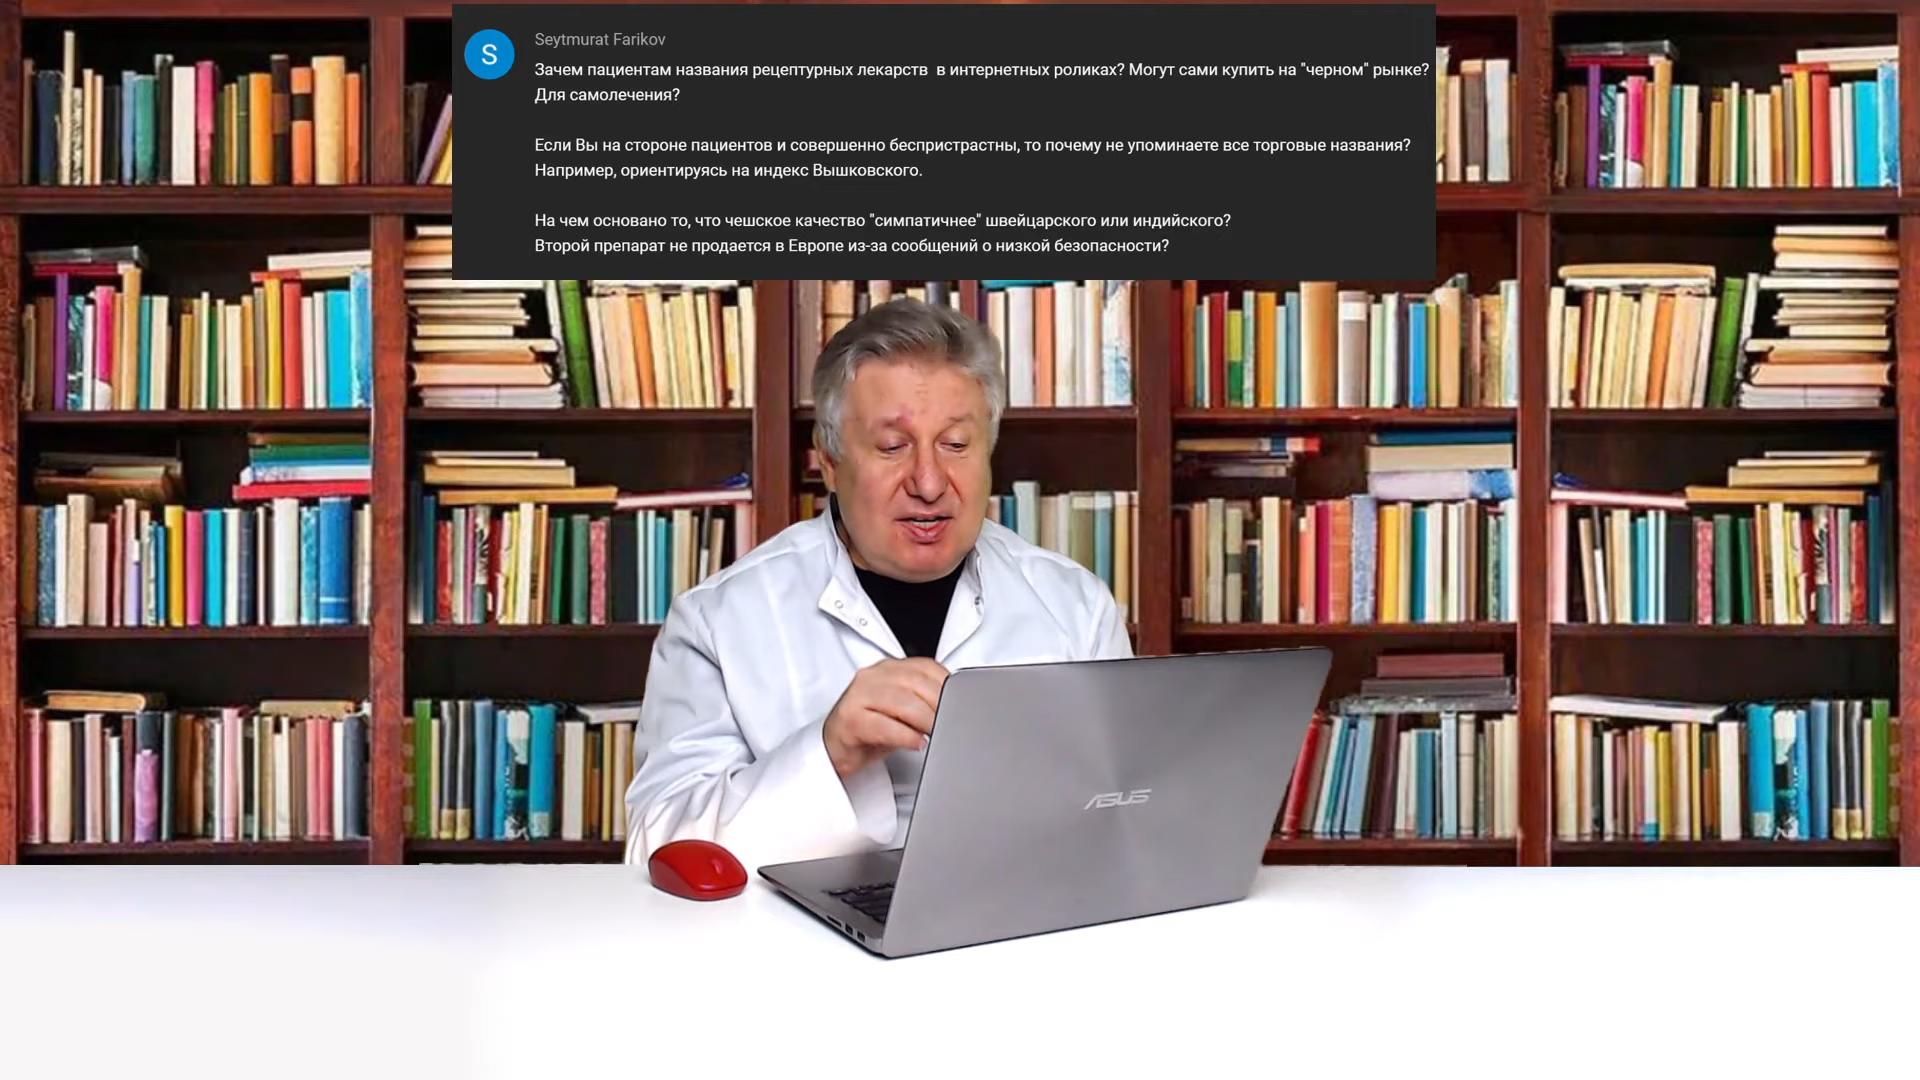 S
Seytmurat Farikov
Зачем пациентам названия рецептурных лекарств в интернетных роликах? Могут сами купить на "черном" рынке?
Для самолечения?
Если Вы на стороне пациентов и совершенно беспристрастны, то почему не упоминаете все торговые названия?
Например, ориентируясь на индекс Вышковского.
На чем основано то, что чешское качество "симпатичнее" швейцарского или индийского?
Второй препарат не продается в Европе из-за сообщений о низкой безопасности?
ASUS